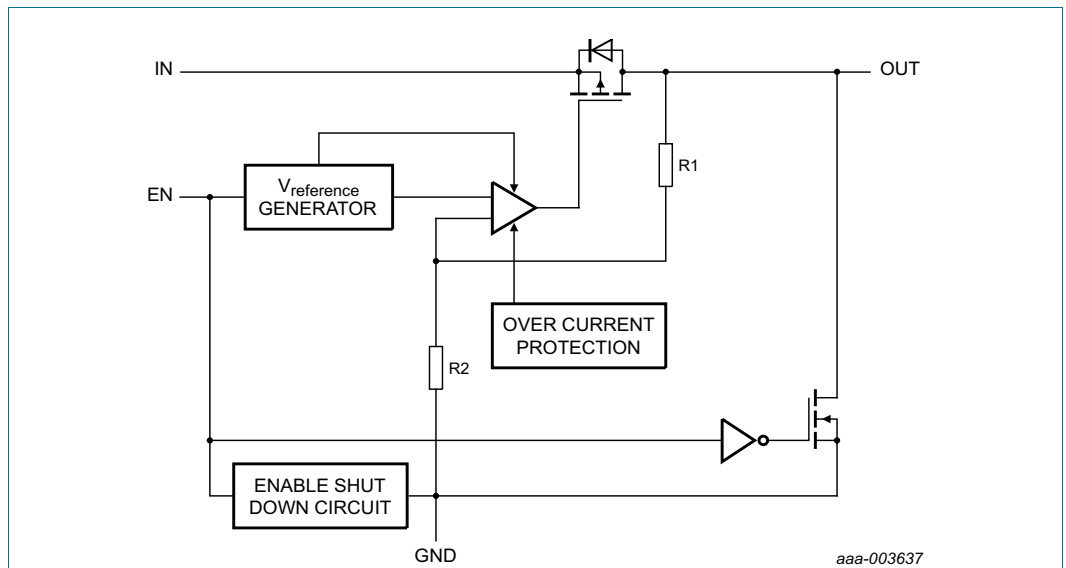 IN
OUT
R1
EN
Vreference
GENERATOR
OVER CURRENT
PROTECTION
R2
ENABLE SHUT
DOWN CIRCUIT
GND
aaa-003637